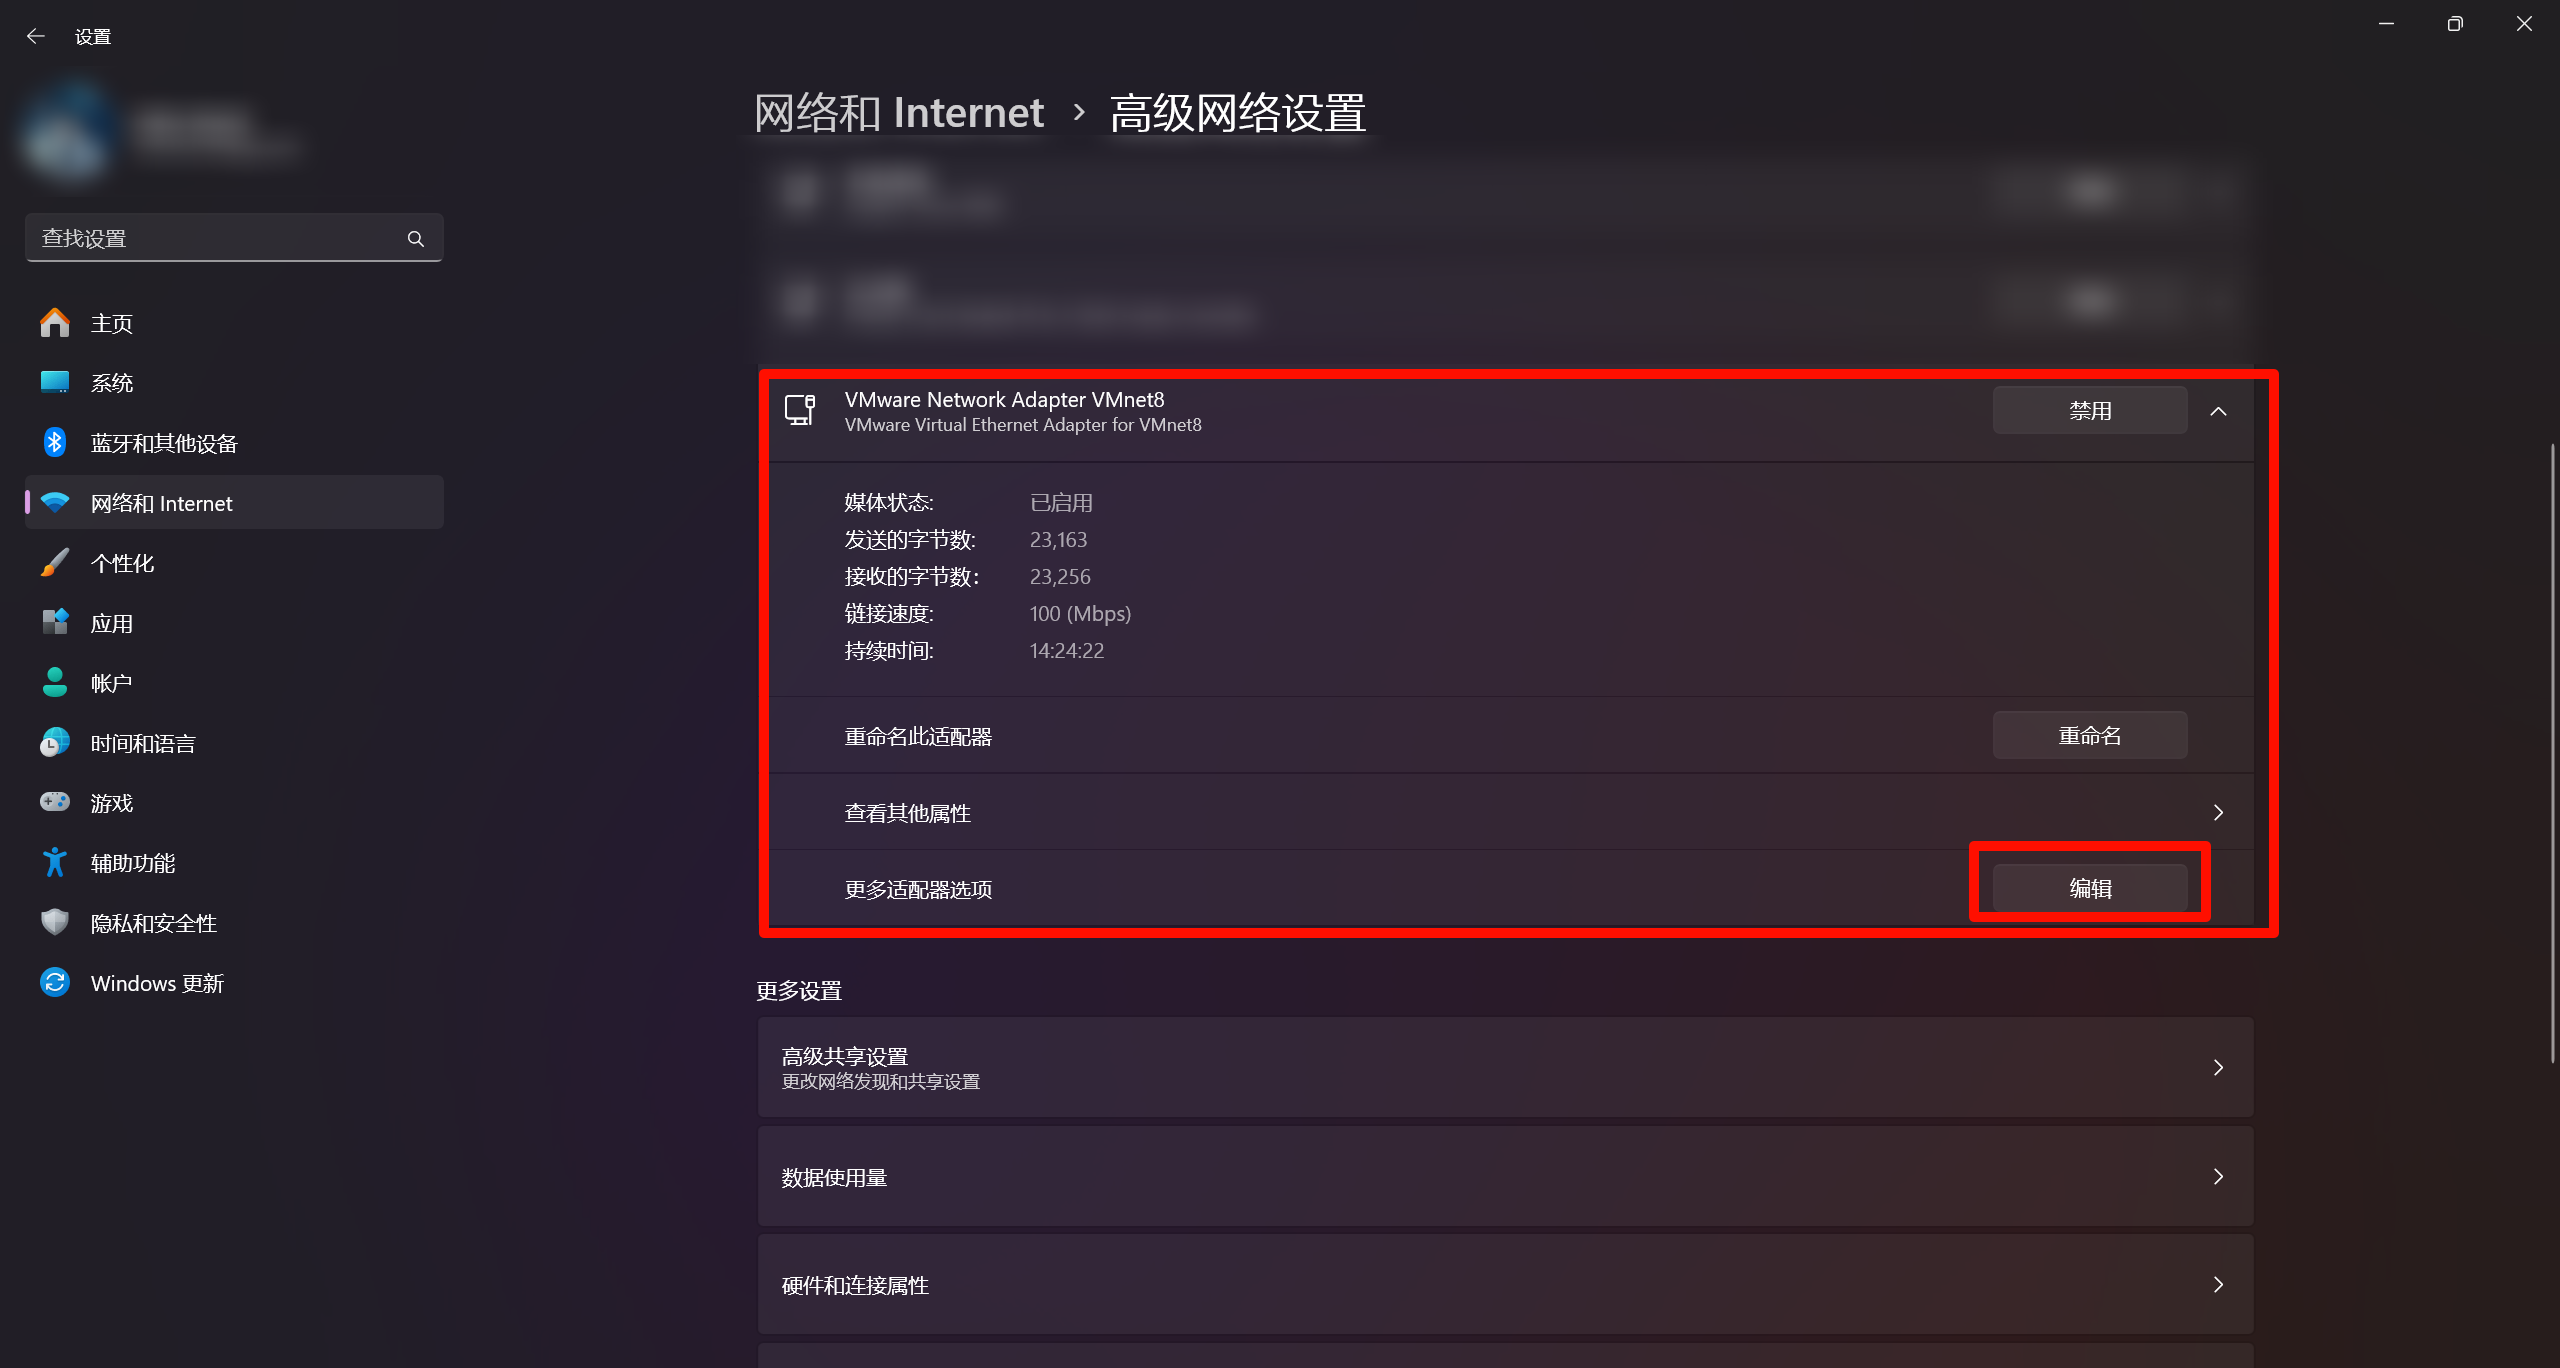 设置
查找设置
主页
系统
蓝牙和其他设备
网络和 Internet
个性化
应用
帐户
时间和语言
游戏
辅助功能
隐私和安全性
Windows 更新
网络和 Internet › 高级网络设置
VMware Network Adapter VMnet8
VMware Virtual Ethernet Adapter for VMnet8
禁用
媒体状态: 已启用
发送的字节数: 23,163
接收的字节数: 23,256
链接速度: 100 (Mbps)
持续时间: 14:24:22
重命名此适配器
重命名
查看其他属性
更多适配器选项
编辑
更多设置
高级共享设置
更改网络发现和共享设置
数据使用量
硬件和连接属性